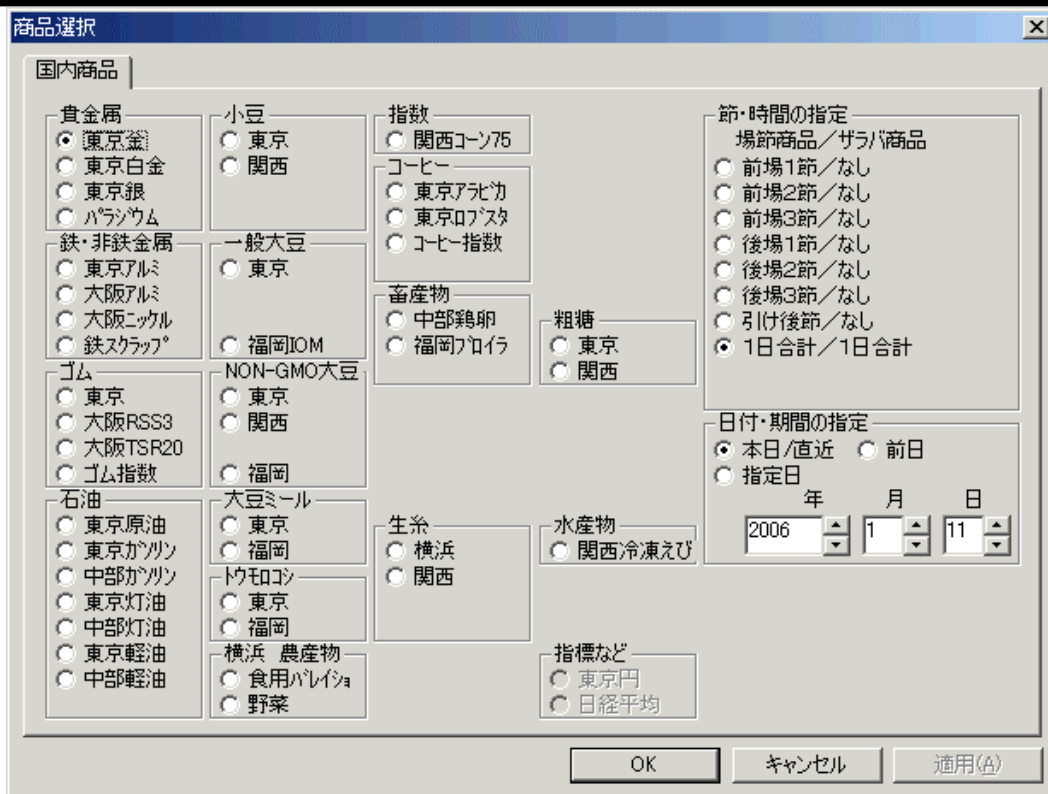 商品選択
国内商品
貴金属
東京金
東京白金
東京銀
パラジウム
鉄・非鉄金属
東京アルミ
大阪アルミ
大阪ニッケル
鉄スクラップ
ゴム
東京
大阪RSS3
大阪TSR20
ゴム指数
石油
東京原油
東京ガソリン
中部ガソリン
東京灯油
中部灯油
東京軽油
中部軽油
小豆
東京
関西
一般大豆
東京
福岡IOM
NON-GMO大豆
東京
関西
福岡
大豆ミール
東京
福岡
トウモロコシ
東京
福岡
横浜 農産物
食用バレイショ
野菜
指数
関西コーン75
コーヒー
東京アラビカ
東京ロブスタ
コーヒー指数
畜産物
中部鶏卵
福岡ブロイラ
生糸
横浜
関西
粗糖
東京
関西
水産物
関西冷凍えび
指標など
東京円
日経平均
節・時間の指定
場節商品/ザラバ商品
前場1節/なし
前場2節/なし
前場3節/なし
後場1節/なし
後場2節/なし
後場3節/なし
引け後節/なし
1日合計/1日合計
日付・期間の指定
本日/直近 前日
指定日
年 月 日
2006 1 11
OK キャンセル 適用(A)